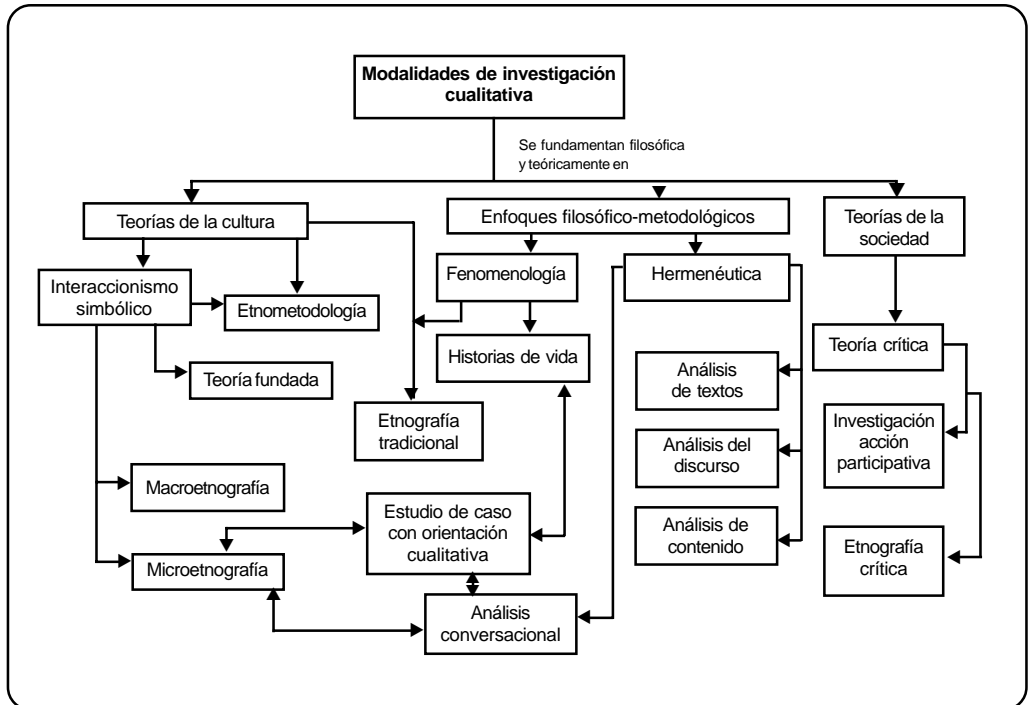 Modalidades de investigación
cualitativa
Se fundamentan filosófica
y teóricamente en
Teorías de la cultura
Enfoques filosófico-metodológicos
Teorías de la
sociedad
Interaccionismo
simbólico
Etnometodología
Fenomenología
Hermenéutica
Teoría fundada
Historias de vida
Teoría crítica
Etnografía
tradicional
Análisis
de textos
Investigación
acción
participativa
Análisis del
discurso
Macroetnografía
Estudio de caso
con orientación
cualitativa
Análisis de
contenido
Etnografía
crítica
Microetnografía
Análisis
conversacional